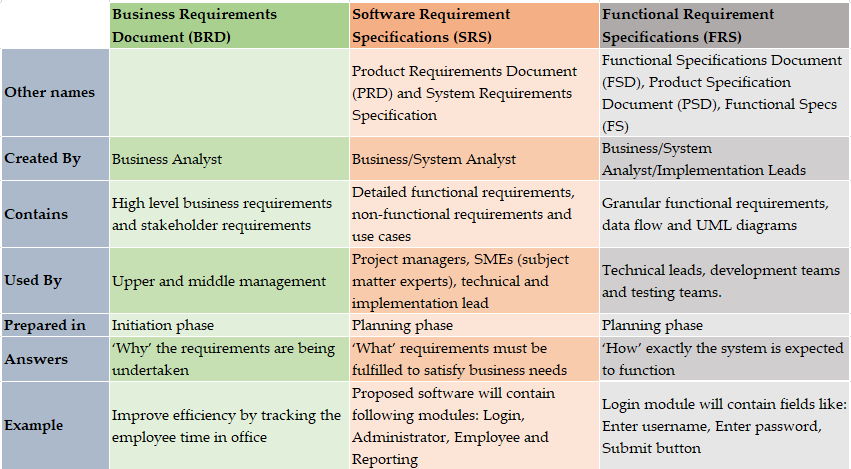 Business Requirements
Document (BRD)
Software Requirement
Specifications (SRS)
Functional Requirement
Specifications (FRS)
Other names
Product Requirements Document
(PRD) and System Requirements
Specification
Functional Specifications Document
(FSD), Product Specification
Document (PSD), Functional Specs
(FS)
Created By
Business Analyst
Business/System Analyst
Business/System
Analyst/Implementation Leads
Contains
High level business requirements
and stakeholder requirements
Detailed functional requirements,
non-functional requirements and
use cases
Granular functional requirements,
data flow and UML diagrams
Used By
Upper and middle management
Project managers, SMEs (subject
matter experts), technical and
implementation lead
Technical leads, development teams
and testing teams.
Prepared in
Initiation phase
Planning phase
Planning phase
Answers
‘Why’ the requirements are being
undertaken
‘What’ requirements must be
fulfilled to satisfy business needs
‘How’ exactly the system is expected
to function
Example
Improve efficiency by tracking the
employee time in office
Proposed software will contain
following modules: Login,
Administrator, Employee and
Reporting
Login module will contain fields like:
Enter username, Enter password,
Submit button